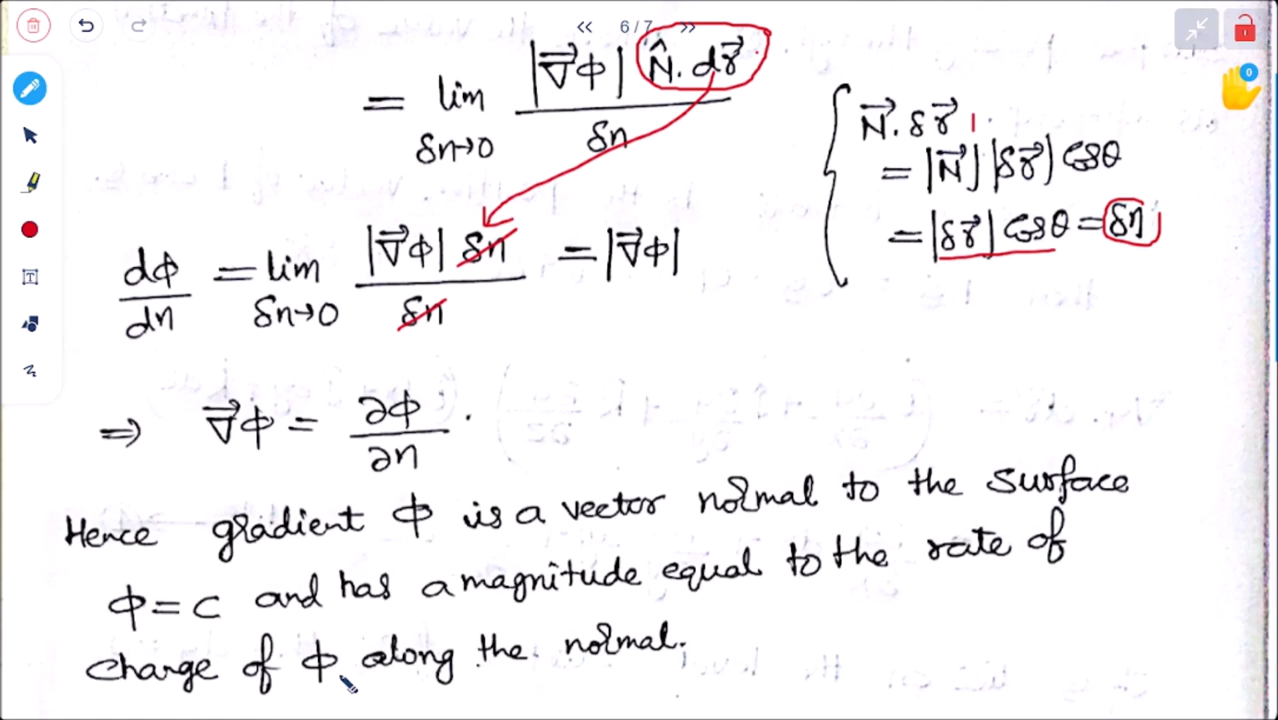 6/7
= lim δn→0 |∇⃗ϕ| N̂. dr⃗ / δn
N⃗. δr⃗
= |N⃗| |δr⃗| cosθ
= |δr⃗| cosθ = δn
dϕ/dn = lim δn→0 |∇⃗ϕ| δn / δn = |∇⃗ϕ|
⇒ ∇⃗ϕ = ∂ϕ/∂n .
Hence gradient ϕ is a vector normal to the surface
ϕ = c and has a magnitude equal to the rate of
change of ϕ along the normal.
0